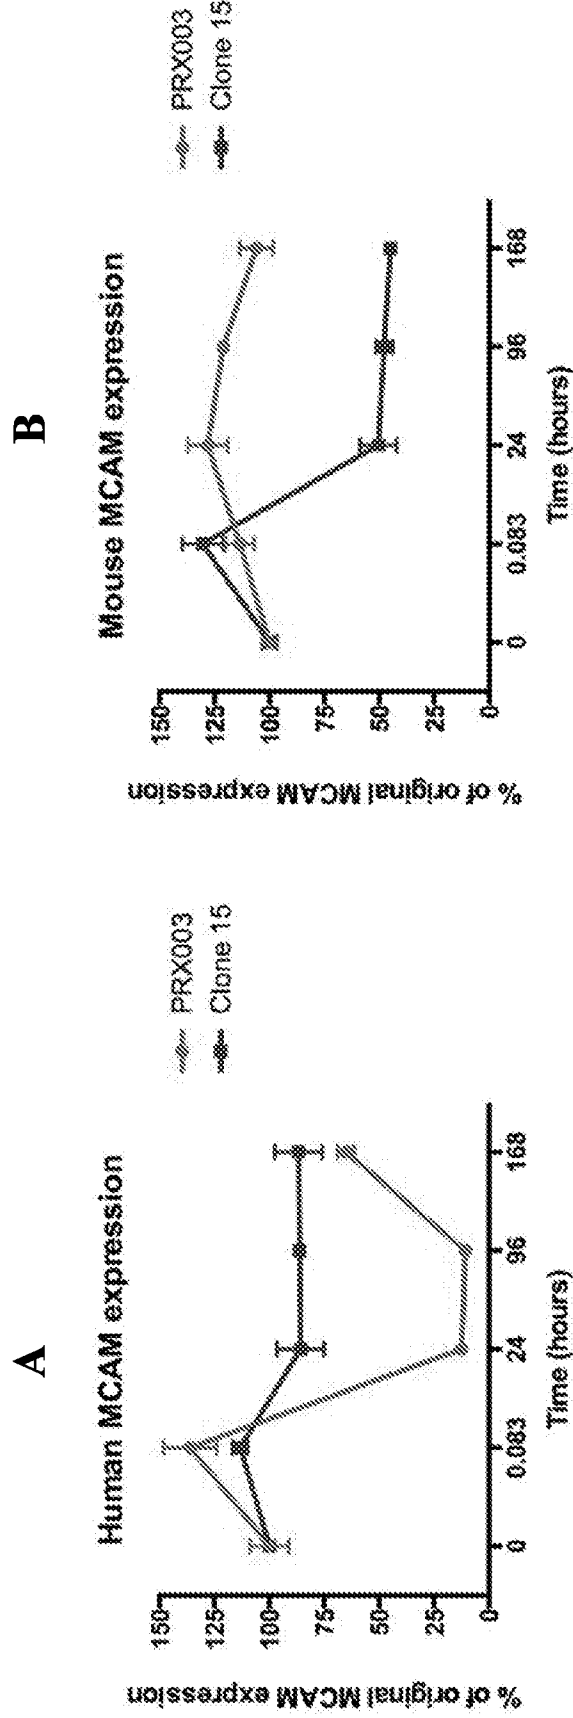 A
Human MCAM expression
% of original MCAM expression
150
125
100
75
50
25
0
0
0.083
24
96
168
Time (hours)
PRX003
Clone 15
B
Mouse MCAM expression
% of original MCAM expression
150
125
100
75
50
25
0
0
0.083
24
96
168
Time (hours)
PRX003
Clone 15